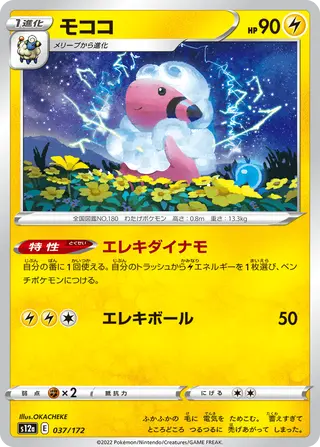 1進化
モココ
HP90
メリープから進化
全国図鑑NO.180 わたげポケモン 高さ：0.8m 重さ：13.3kg
特性 エレキダイナモ
自分の番に1回使える。自分のトラッシュからエネルギーを1枚選び、ベン
チポケモンにつける。
エレキボール 50
弱点 ×2 抵抗力 にげる
Illus.OKACHEKE
s12a E 037/172
ふかふかの 毛に 電気を ためこむ。 蓄えすぎて
ところどころ つるつるに 禿げあがって しまった。
©2022 Pokémon/Nintendo/Creatures/GAME FREAK.